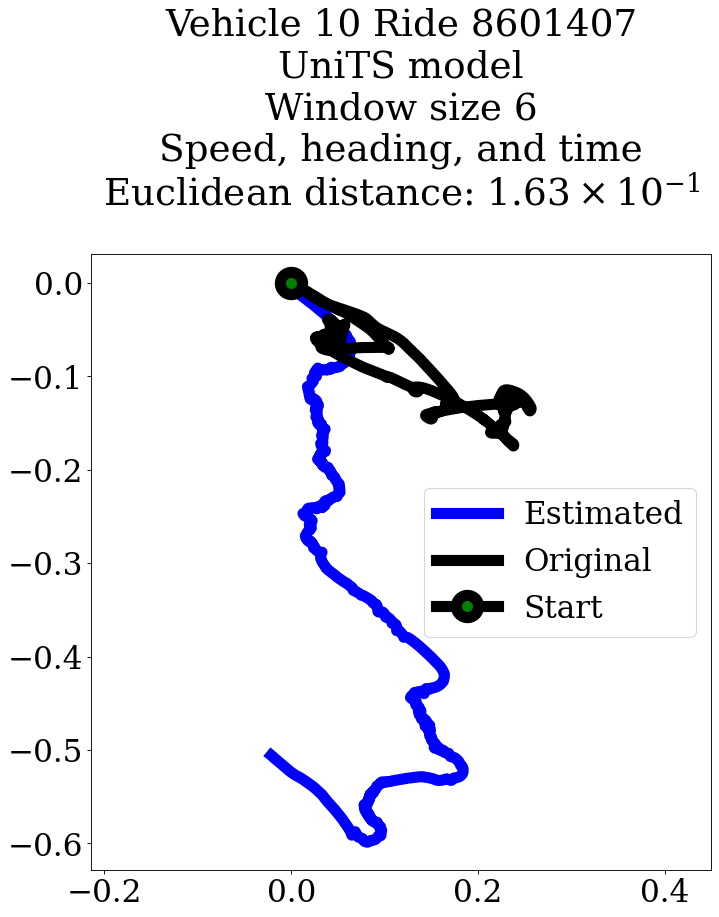 Vehicle 10 Ride 8601407
UniTS model
Window size 6
Speed, heading, and time
Euclidean distance: 1.63 × 10⁻¹
0.0
−0.1
−0.2
−0.3
−0.4
−0.5
−0.6
Estimated
Original
Start
−0.2 0.0 0.2 0.4